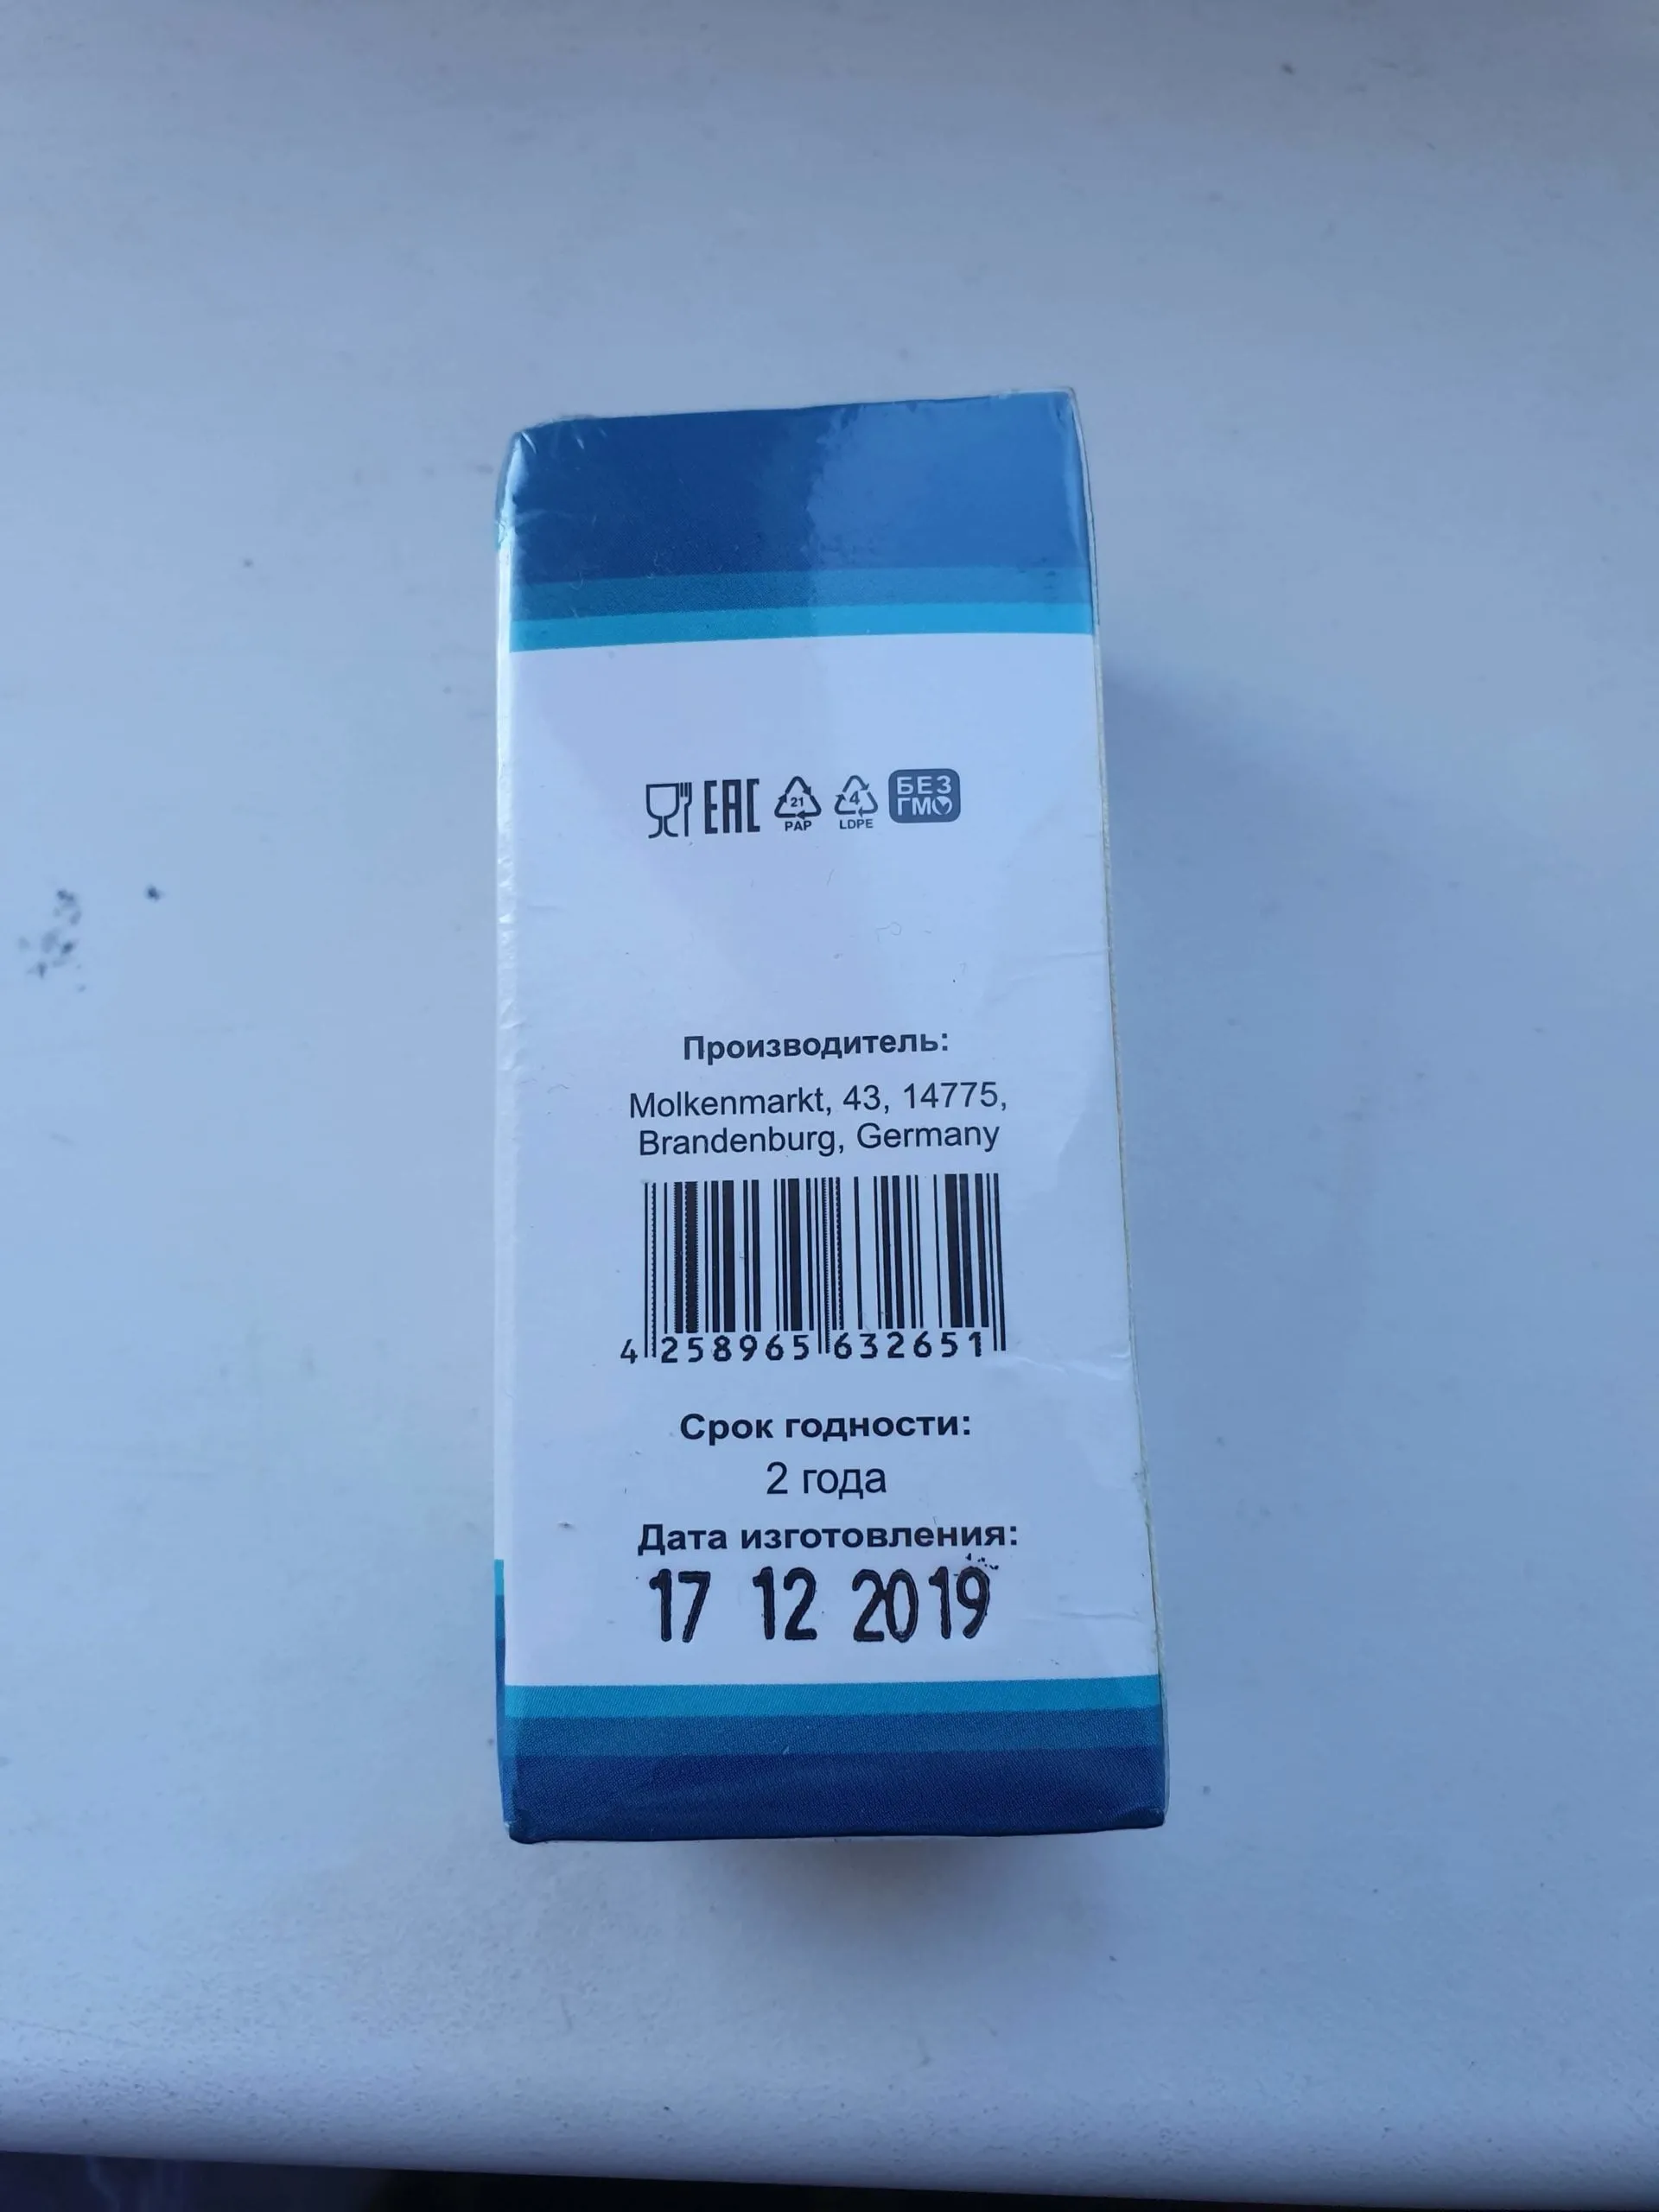 ЕАС
21
PAP
4
LDPE
БЕЗ
ГМО
Производитель:
Molkenmarkt, 43, 14775,
Brandenburg, Germany
4 258965 632651
Срок годности:
2 года
Дата изготовления:
17 12 2019